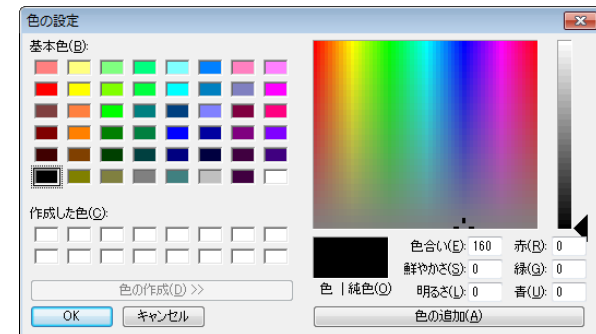 色の設定
基本色(B):
作成した色(C):
色の作成(D) >>
OK
キャンセル
色 | 純色(O)
色合い(E): 160
鮮やかさ(S): 0
明るさ(L): 0
赤(R): 0
緑(G): 0
青(U): 0
色の追加(A)